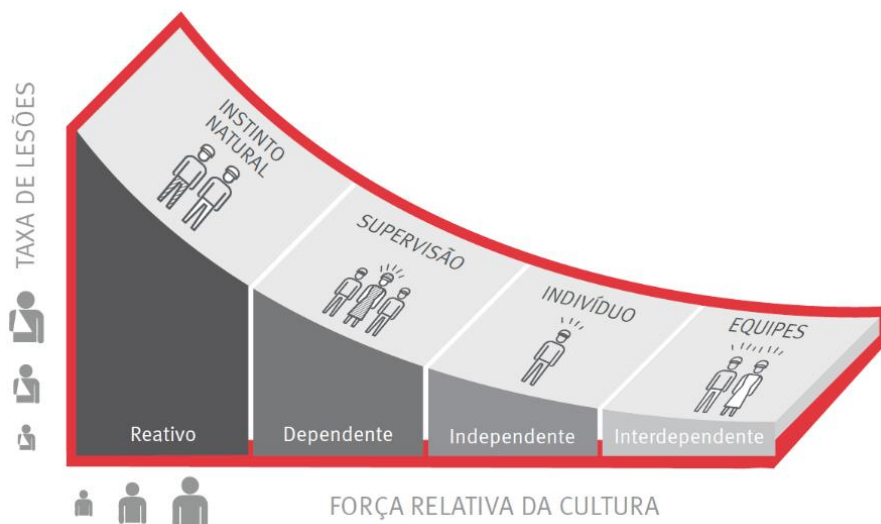 TAXA DE LESÕES
INSTINTO
NATURAL
SUPERVISÃO
INDIVÍDUO
EQUIPES
Reativo
Dependente
Independente
Interdependente
FORÇA RELATIVA DA CULTURA